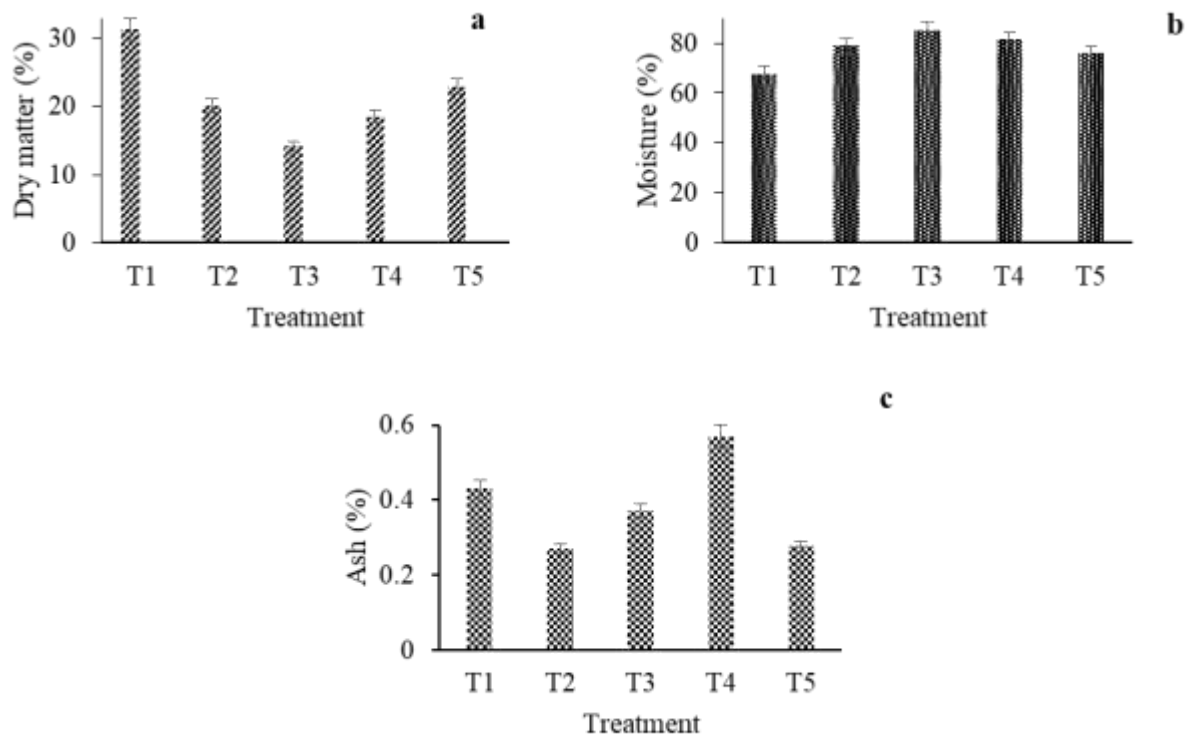 a
Dry matter (%)
30
20
10
0
T1 T2 T3 T4 T5
Treatment
b
Moisture (%)
80
60
40
20
0
T1 T2 T3 T4 T5
Treatment
c
Ash (%)
0.6
0.4
0.2
0
T1 T2 T3 T4 T5
Treatment